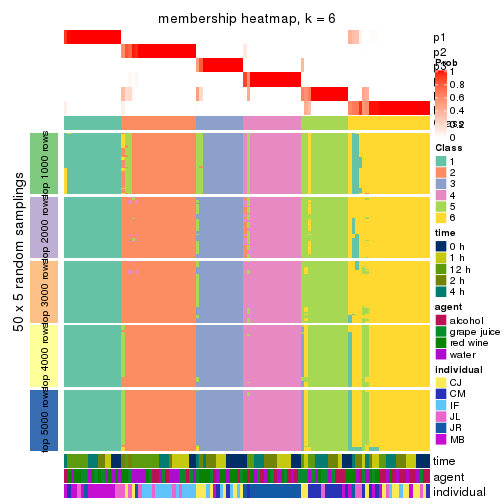 membership heatmap, k = 6
p1
p2
Prob
1
0.8
0.6
0.4
0.2
0
Class
1
2
3
4
5
6
time
0 h
1 h
12 h
2 h
4 h
agent
alcohol
grape juice
red wine
water
individual
CJ
CM
IF
JL
JR
MB
50 x 5 random samplings
top 1000 rows
top 2000 rows
top 3000 rows
top 4000 rows
top 5000 rows
time
agent
individual